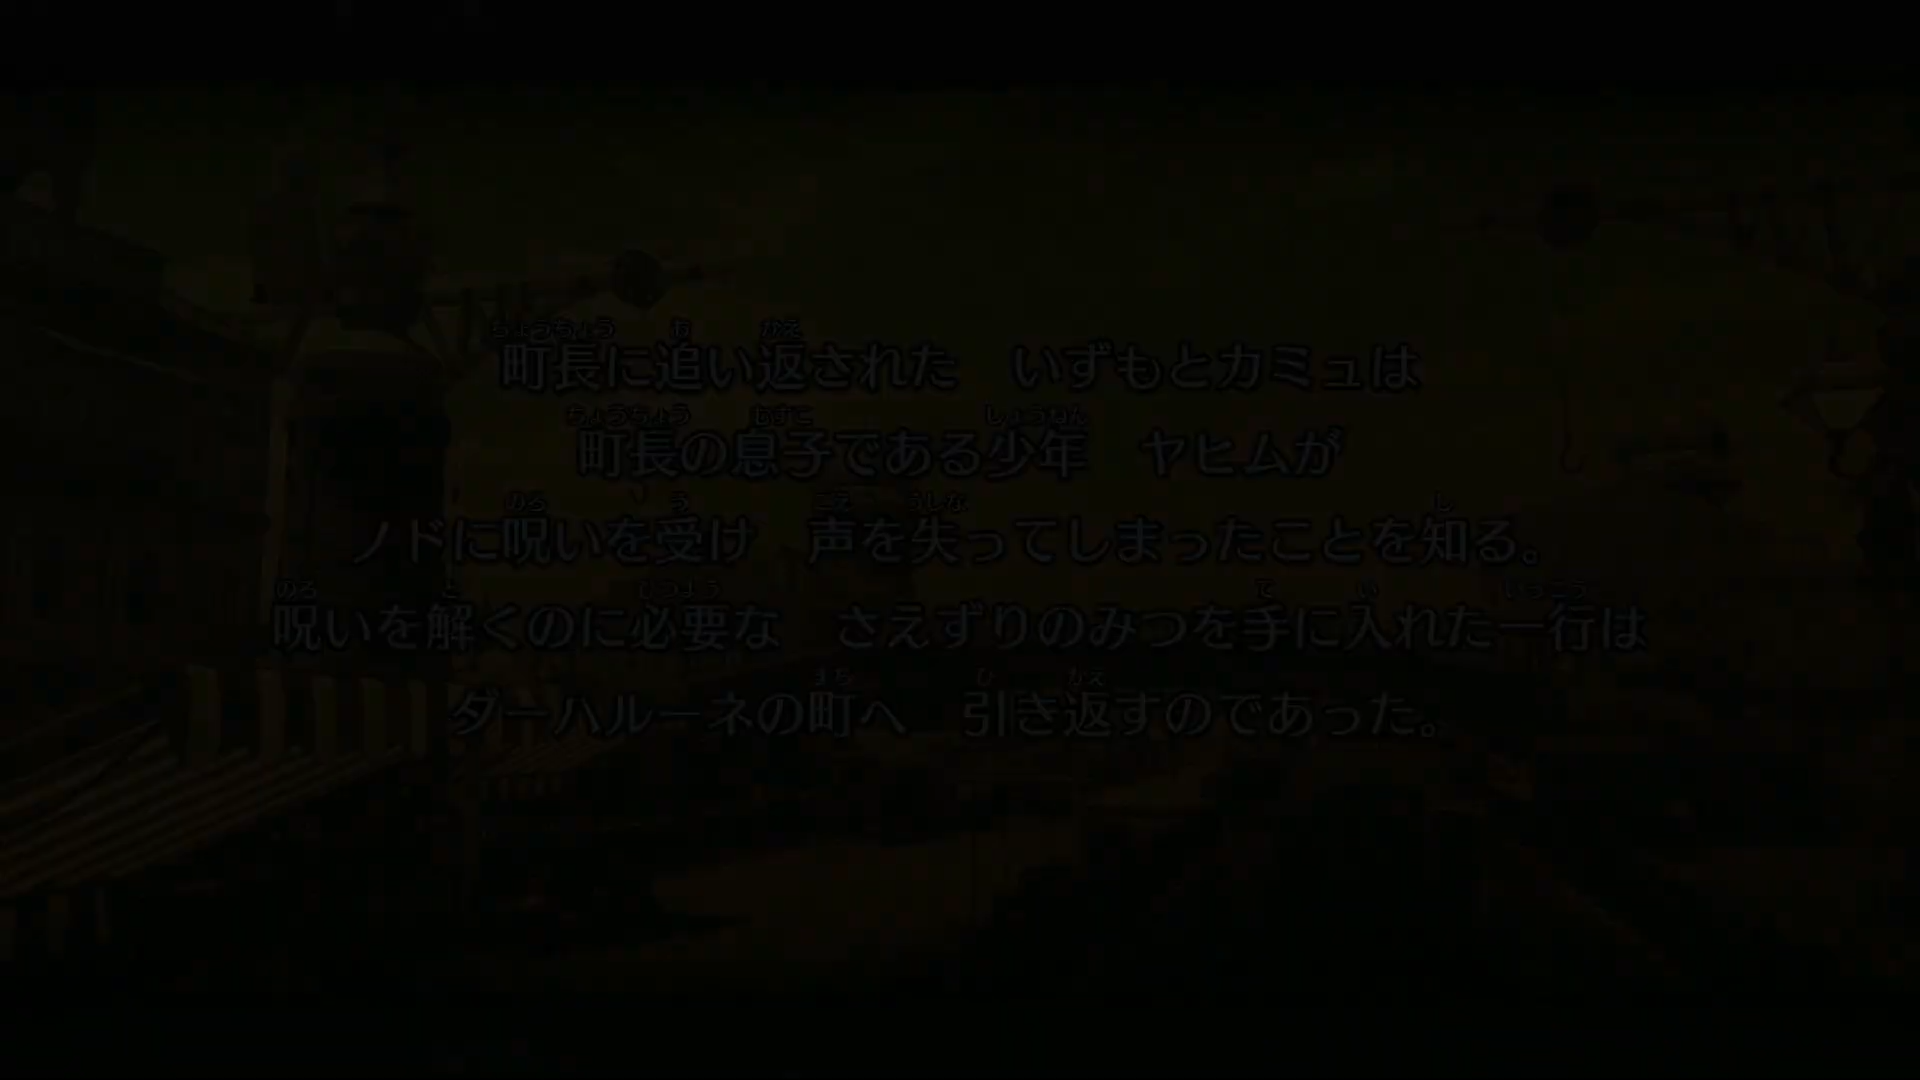 町長に追い返された　いずもとカミュは
町長の息子である少年　ヤヒムが
ノドに呪いを受け　声を失ってしまったことを知る。
呪いを解くのに必要な　さえずりのみつを手に入れた一行は
ダーハルーネの町へ　引き返すのであった。